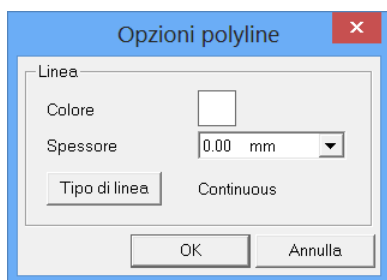 Opzioni polyline
x
Linea
Colore
Spessore
0.00 mm
Tipo di linea
Continuous
OK
Annulla